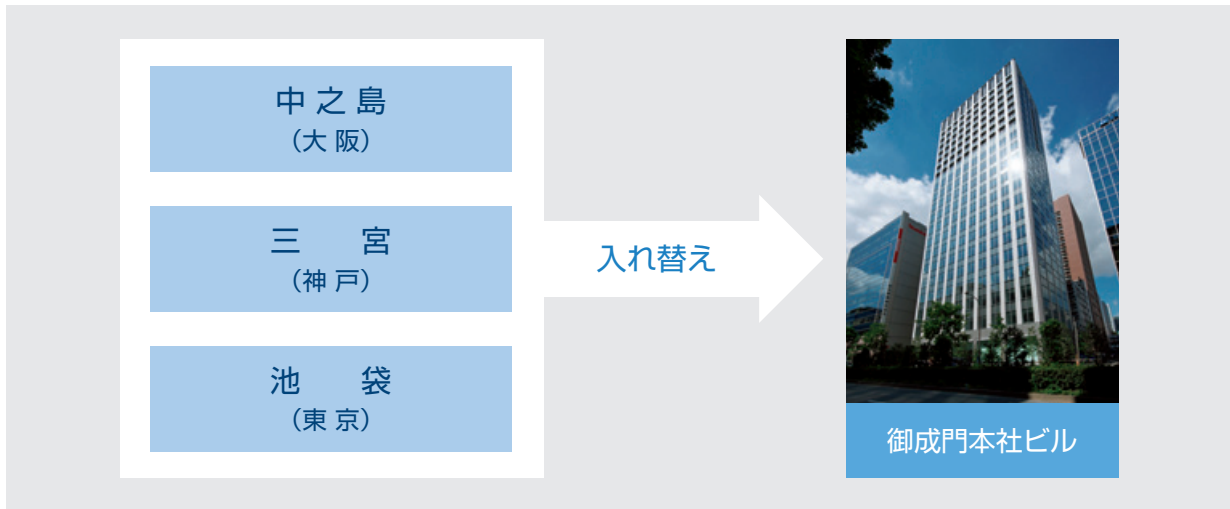 中之島
（大阪）
三宮
（神戸）
池袋
（東京）
入れ替え
御成門本社ビル